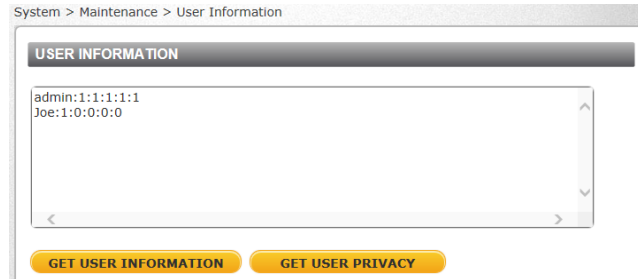 System > Maintenance > User Information
USER INFORMATION
admin:1:1:1:1:1
Joe:1:0:0:0:0
GET USER INFORMATION
GET USER PRIVACY